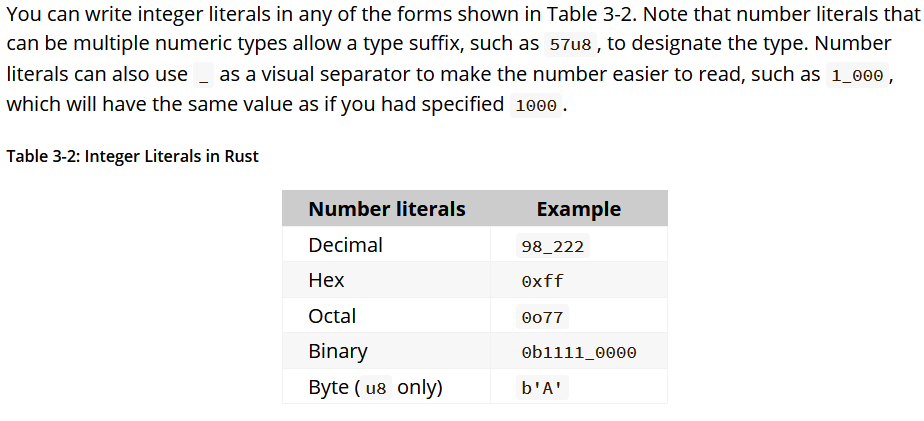 You can write integer literals in any of the forms shown in Table 3-2. Note that number literals that
can be multiple numeric types allow a type suffix, such as 57u8 , to designate the type. Number
literals can also use _ as a visual separator to make the number easier to read, such as 1_000 ,
which will have the same value as if you had specified 1000 .
Table 3-2: Integer Literals in Rust
Number literals Example
Decimal 98_222
Hex 0xff
Octal 0o77
Binary 0b1111_0000
Byte ( u8 only) b'A'